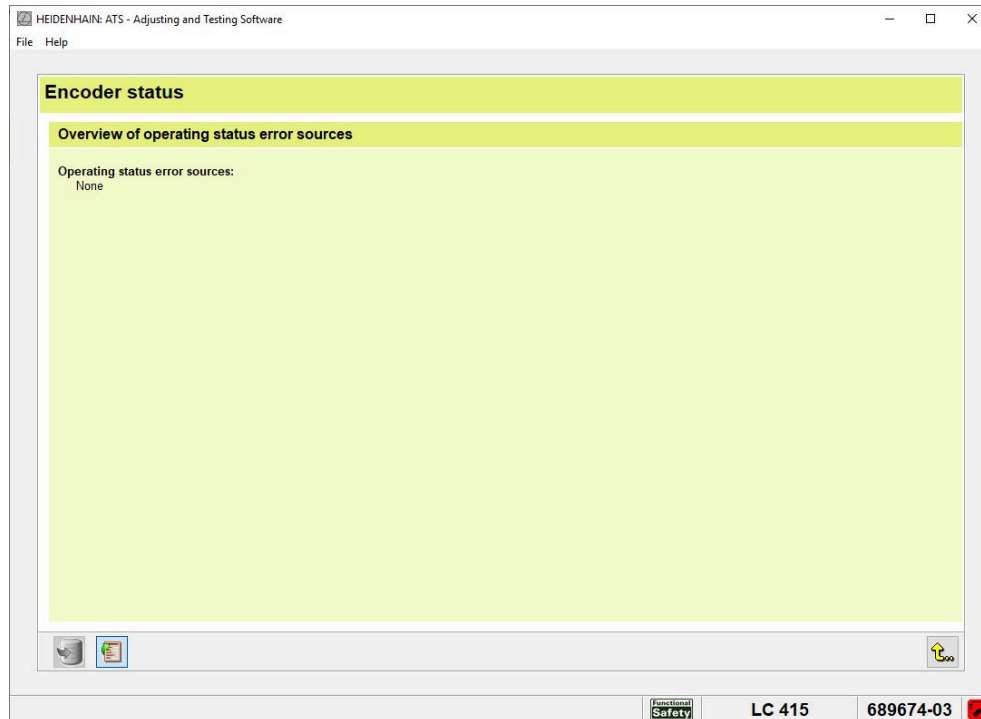 HEIDENHAIN: ATS - Adjusting and Testing Software
File Help
Encoder status
Overview of operating status error sources
Operating status error sources:
None
Functional
Safety
LC 415
689674-03